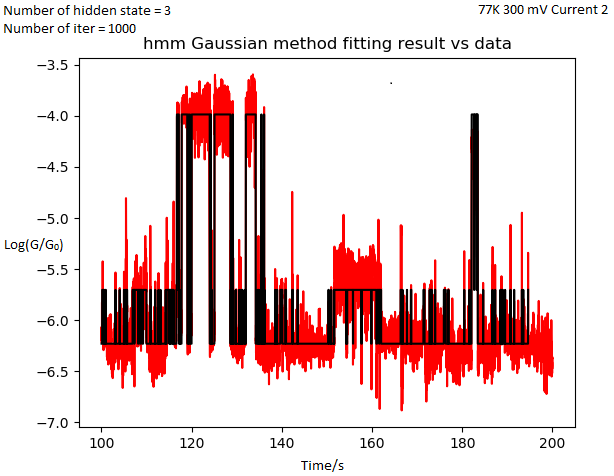 Number of hidden state = 3
77K 300 mV Current 2
Number of iter = 1000
hmm Gaussian method fitting result vs data
−3.5
−4.0
−4.5
−5.0
Log(G/G₀)
−5.5
−6.0
−6.5
−7.0
100 120 140 160 180 200
Time/s